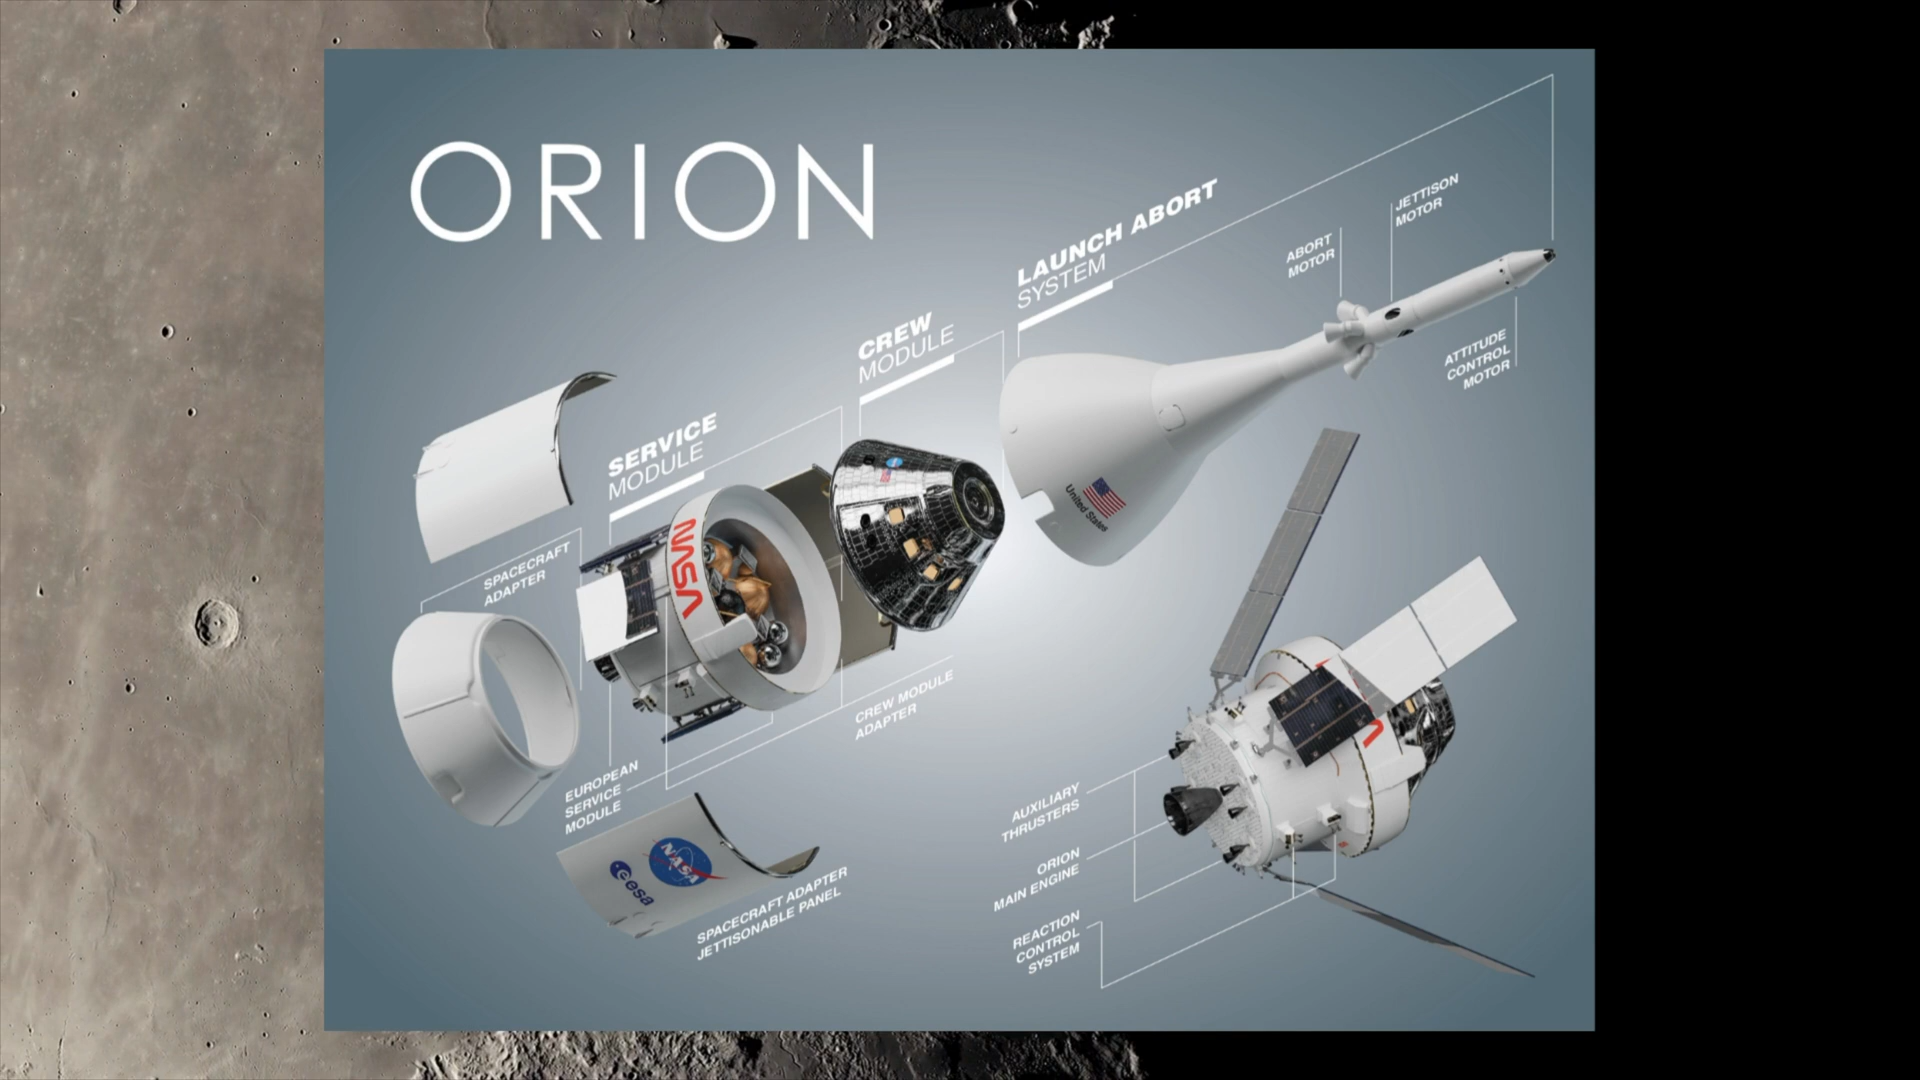 ORION
LAUNCH ABORT
SYSTEM
JETTISON
MOTOR
ABORT
MOTOR
ATTITUDE
CONTROL
MOTOR
CREW
MODULE
SERVICE
MODULE
United States
NASA
SPACECRAFT
ADAPTER
CREW MODULE
ADAPTER
EUROPEAN
SERVICE
MODULE
NASA
esa
SPACECRAFT ADAPTER
JETTISONABLE PANEL
AUXILIARY
THRUSTERS
ORION
MAIN ENGINE
REACTION
CONTROL
SYSTEM